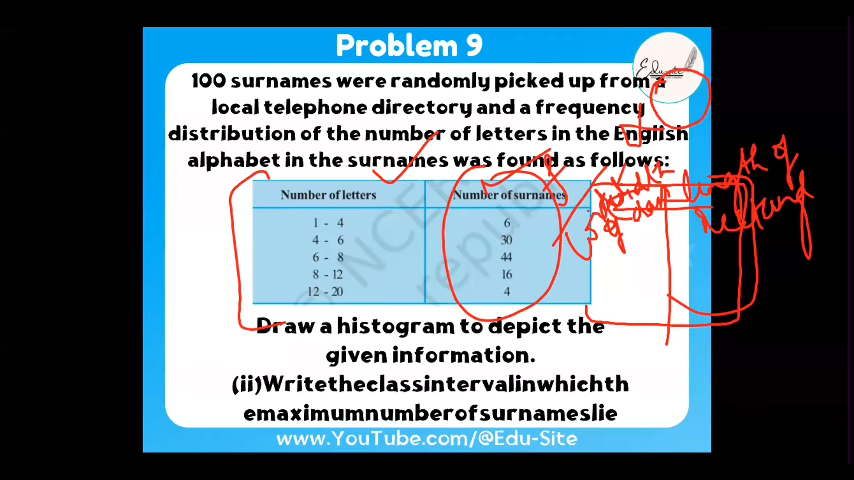 Problem 9
Edusite
100 surnames were randomly picked up from a
local telephone directory and a frequency
distribution of the number of letters in the English
alphabet in the surnames was found as follows:
Number of letters Number of surnames
1 - 4 6
4 - 6 30
6 - 8 44
8 - 12 16
12 - 20 4
Draw a histogram to depict the
given information.
(ii)Writetheclassintervalinwhichth
emaximumnumberofsurnameslie
www.YouTube.com/@Edu-Site